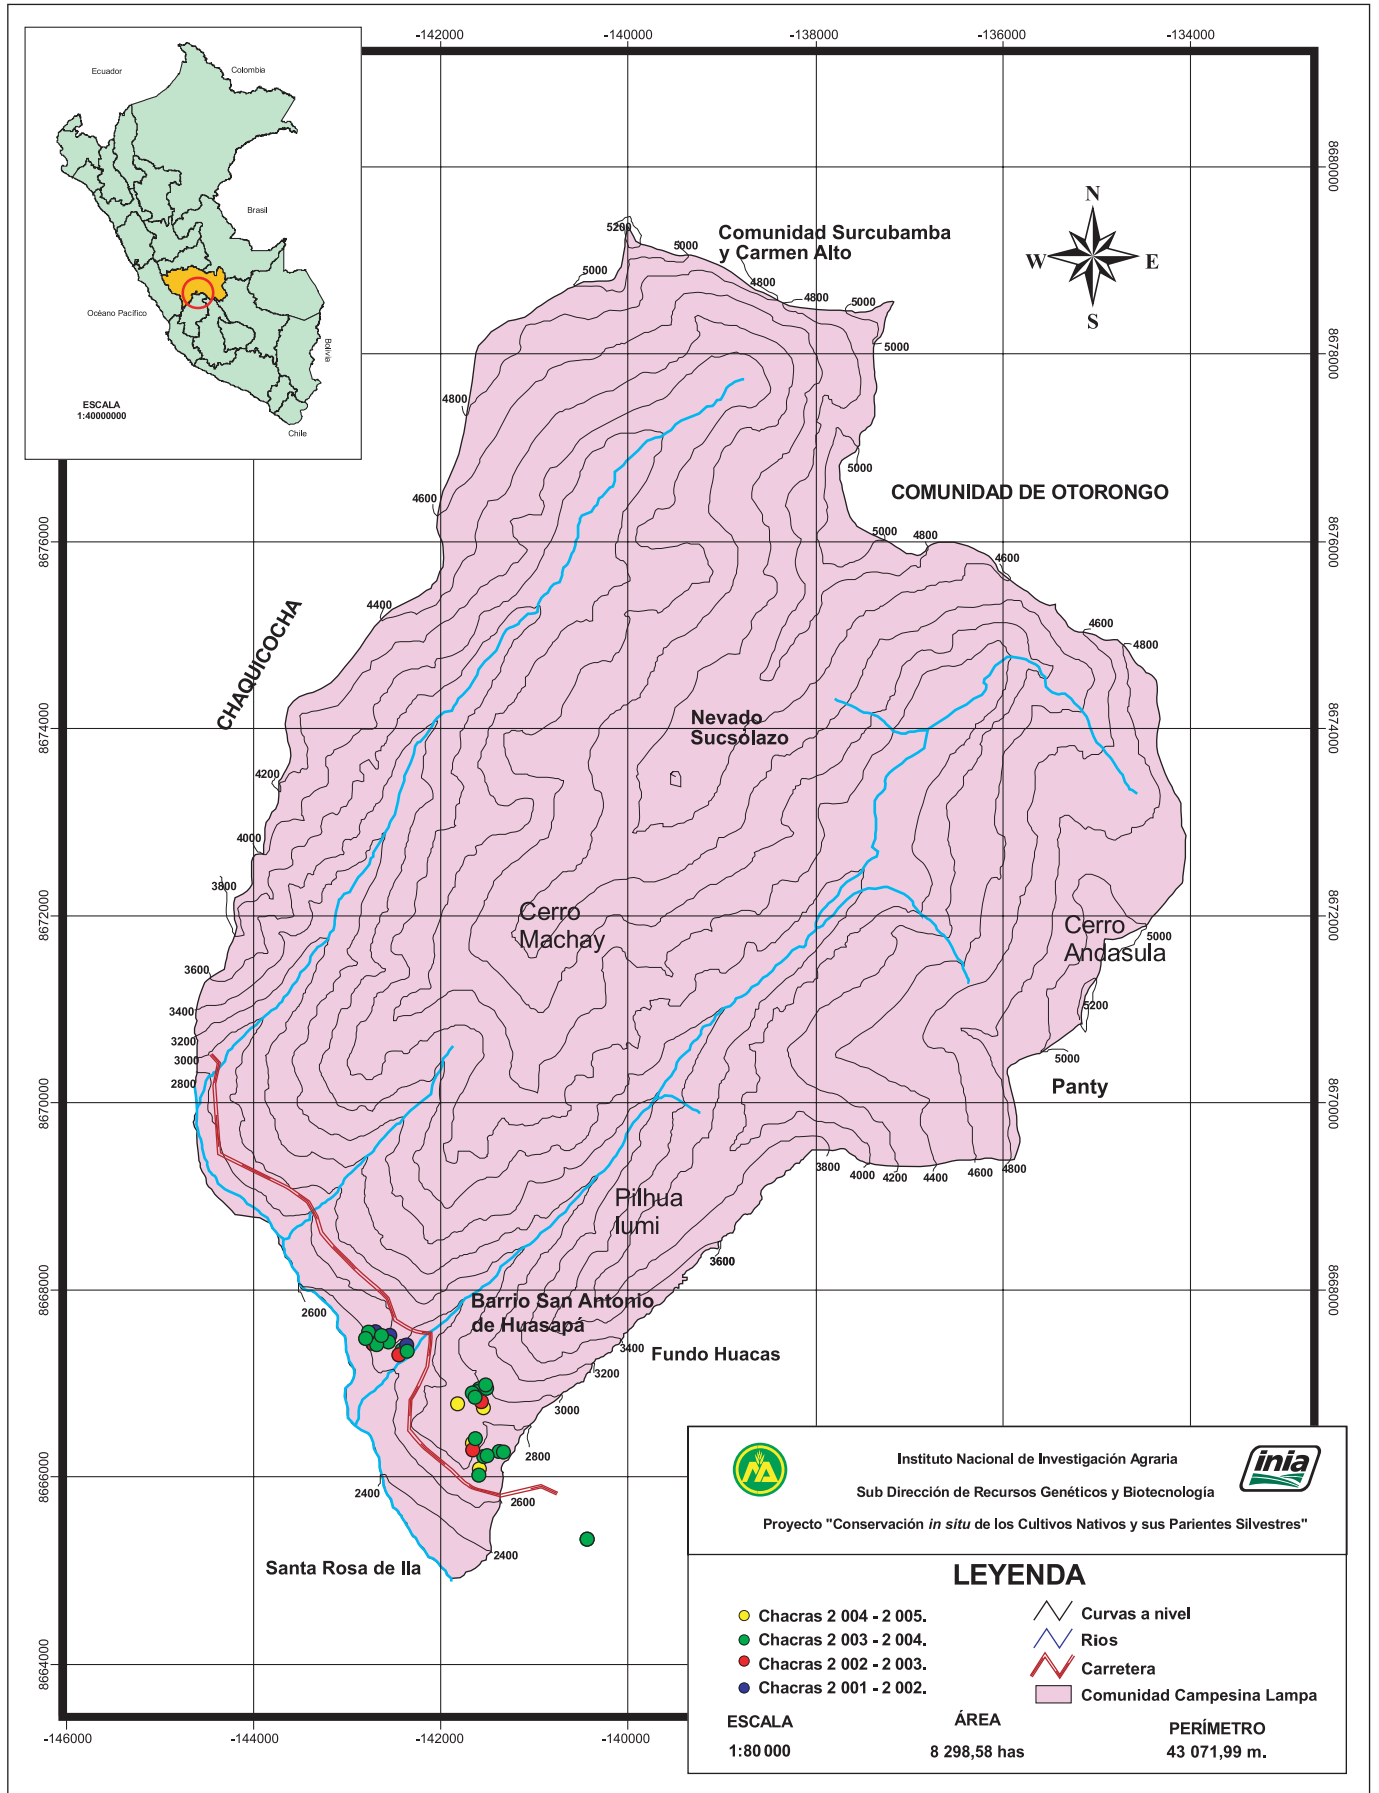 -142000
-140000
-138000
-136000
-134000
Ecuador
Colombia
Brasil
Océano Pacífico
Bolivia
Chile
ESCALA
1:40000000
8680000
8678000
8676000
8674000
8672000
8670000
8668000
N
W
E
S
Comunidad Surcubamba
y Carmen Alto
5200
5000
5000
4800
4800
5000
5000
4800
4600
5000
COMUNIDAD DE OTORONGO
5000
4800
4600
4400
4600
4800
CHAQUICOCHA
8676000
8674000
8672000
8670000
8668000
8666000
8664000
Nevado
Sucsolazo
4200
4000
3800
Cerro
Machay
Cerro
Andasula
5000
3600
3400
3200
3000
2800
5200
5000
Panty
3800
4000
4200
4400
4600
4800
Pilhua
Iumi
3600
2600
Barrio San Antonio
de Huasapá
3400
Fundo Huacas
3200
3000
2800
2400
2600
2400
Santa Rosa de Ila
Instituto Nacional de Investigación Agraria
Sub Dirección de Recursos Genéticos y Biotecnología
inia
Proyecto "Conservación in situ de los Cultivos Nativos y sus Parientes Silvestres"
LEYENDA
Chacras 2 004 - 2 005.
Chacras 2 003 - 2 004.
Chacras 2 002 - 2 003.
Chacras 2 001 - 2 002.
Curvas a nivel
Rios
Carretera
Comunidad Campesina Lampa
ESCALA
1:80 000
ÁREA
8 298,58 has
PERÍMETRO
43 071,99 m.
-146000
-144000
-142000
-140000